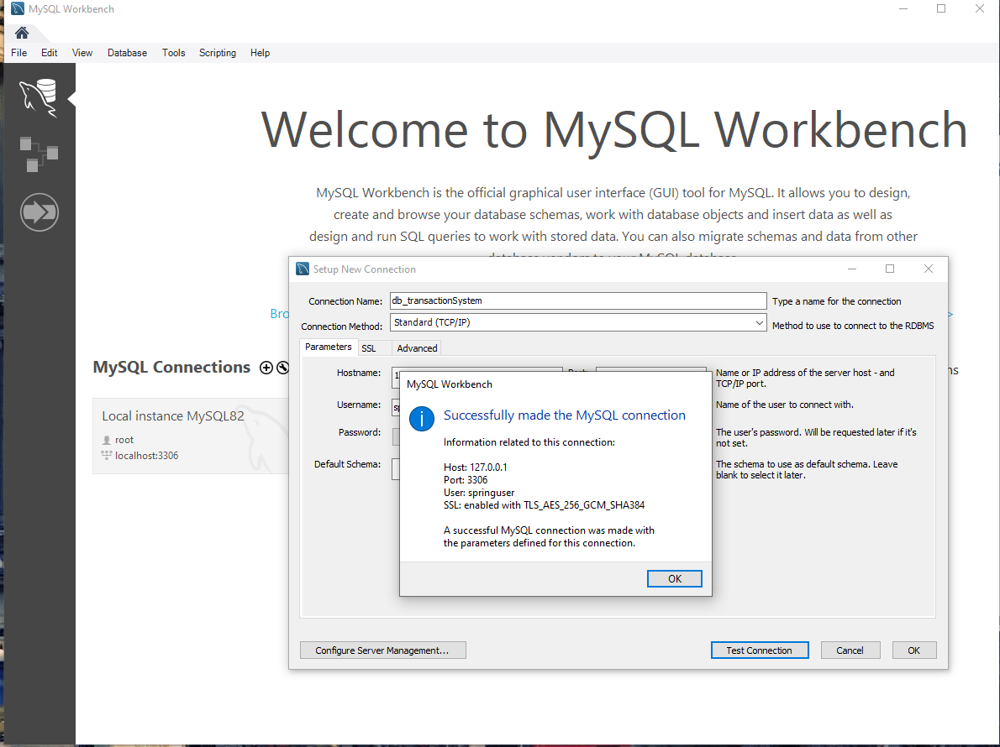 MySQL Workbench
File Edit View Database Tools Scripting Help
Welcome to MySQL Workbench
MySQL Workbench is the official graphical user interface (GUI) tool for MySQL. It allows you to design,
create and browse your database schemas, work with database objects and insert data as well as
design and run SQL queries to work with stored data. You can also migrate schemas and data from other
database vendors to your MySQL database.
Bro >
MySQL Connections
ns
Local instance MySQL82
root
localhost:3306
Setup New Connection
Connection Name: db_transactionSystem Type a name for the connection
Connection Method: Standard (TCP/IP) Method to use to connect to the RDBMS
Parameters SSL Advanced
Hostname: 1 Name or IP address of the server host - and
TCP/IP port.
Username: sp Name of the user to connect with.
Password: The user's password. Will be requested later if it's
not set.
Default Schema: The schema to use as default schema. Leave
blank to select it later.
MySQL Workbench
Successfully made the MySQL connection
Information related to this connection:
Host: 127.0.0.1
Port: 3306
User: springuser
SSL: enabled with TLS_AES_256_GCM_SHA384
A successful MySQL connection was made with
the parameters defined for this connection.
OK
Configure Server Management... Test Connection Cancel OK